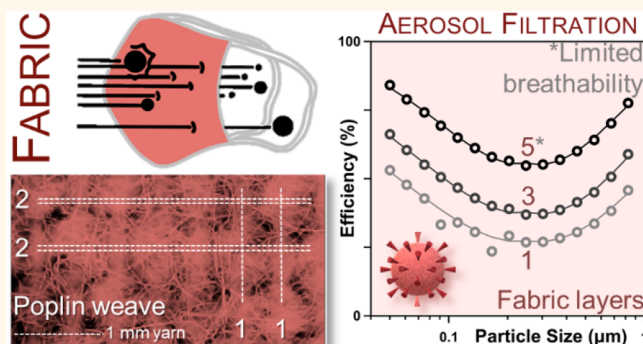 FABRIC
2
2
Poplin weave
1 mm yarn
1 1
AEROSOL FILTRATION
100
*Limited
breathability
Efficiency (%)
5*
3
1
Fabric layers
0
0.1
Particle Size (μm)